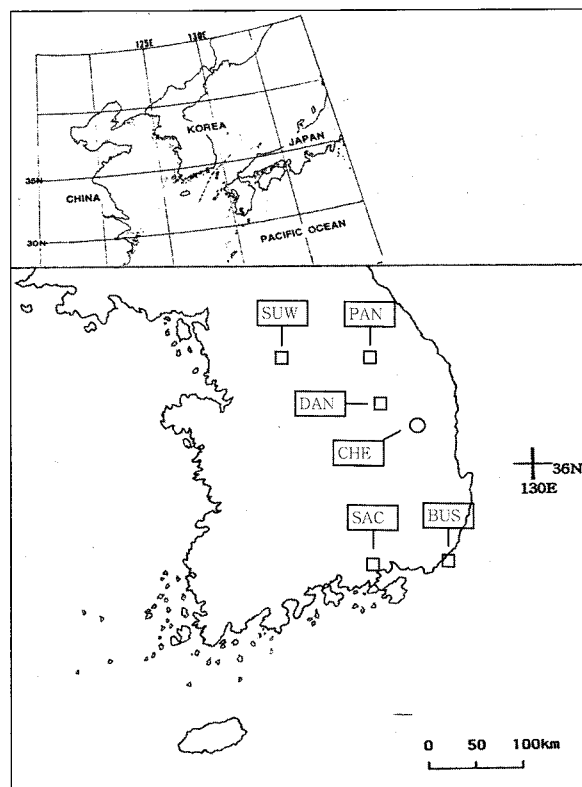 125E
130E
KOREA
JAPAN
35N
CHINA
30N
PACIFIC OCEAN
SUW
PAN
DAN
CHE
36N
130E
SAC
BUS
0 50 100km